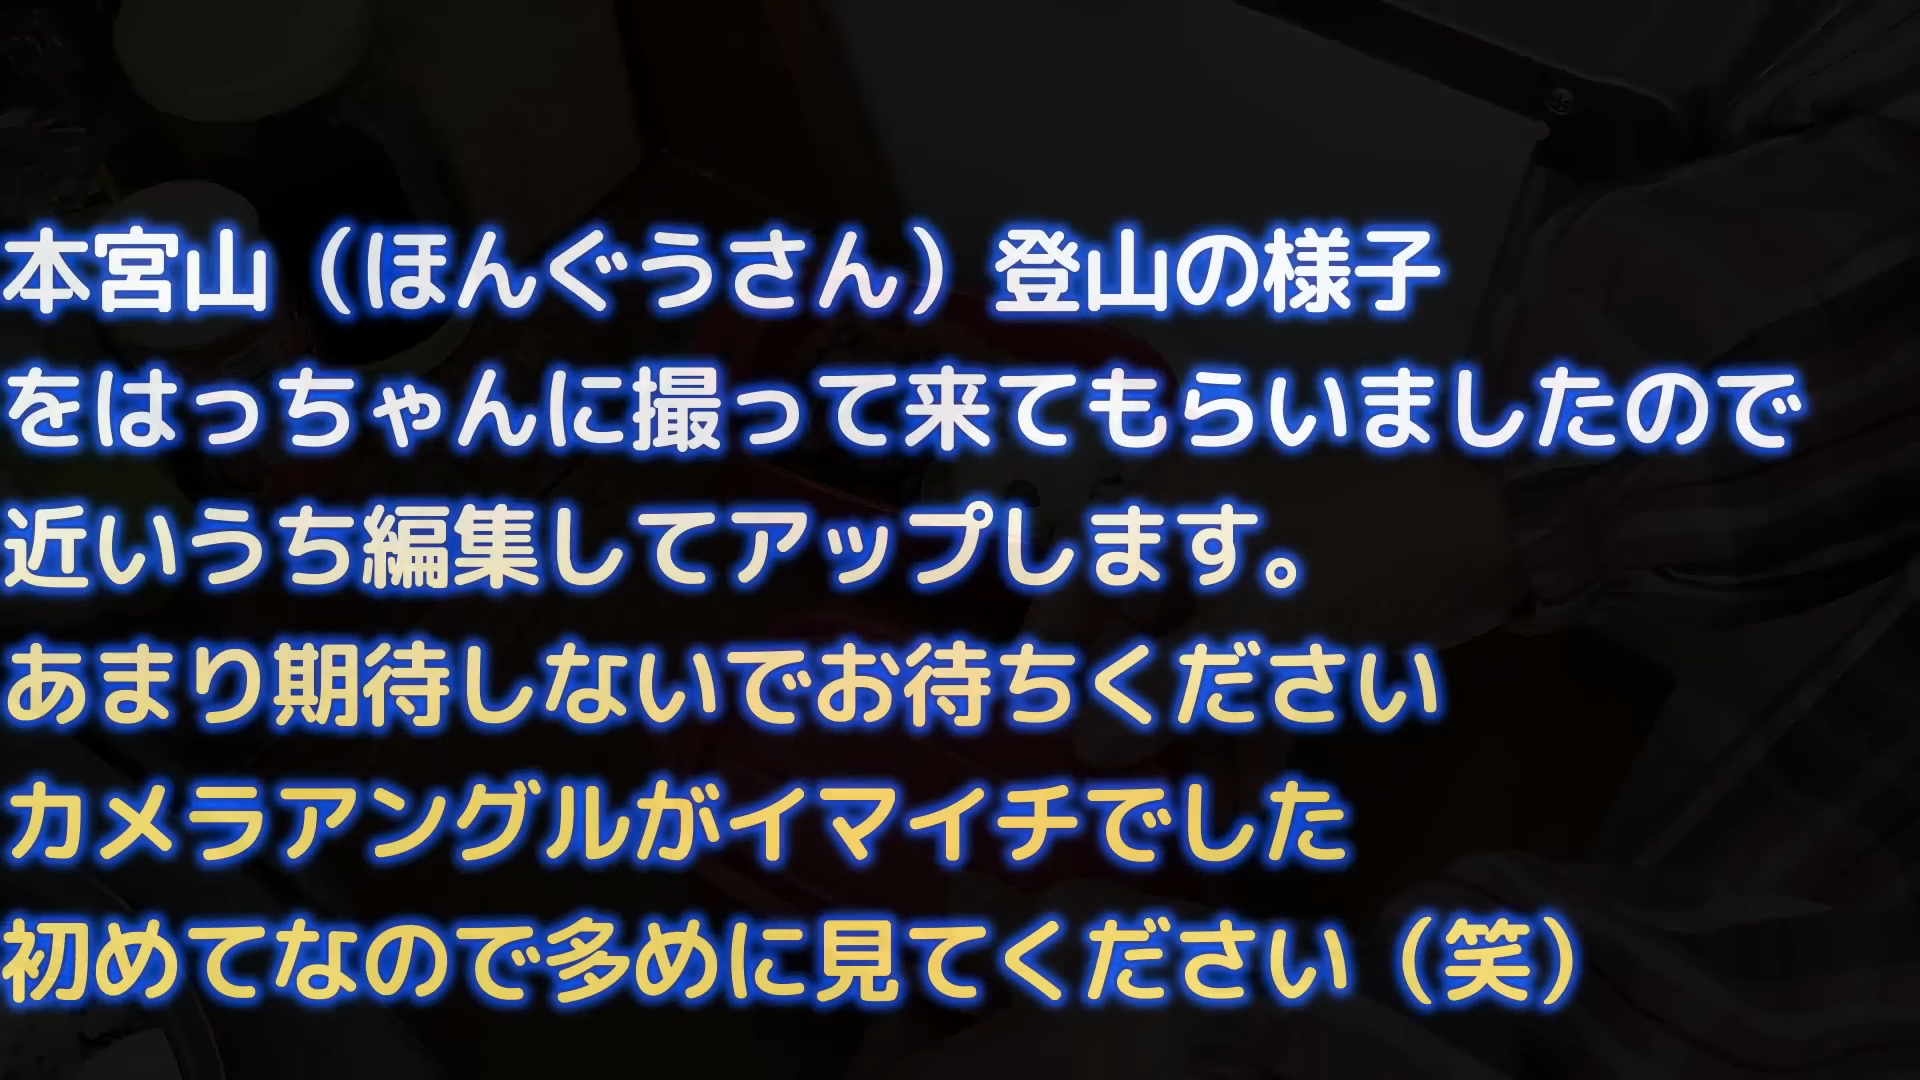 本宮山（ほんぐうさん）登山の様子
をはっちゃんに撮って来てもらいましたので
近いうち編集してアップします。
あまり期待しないでお待ちください
カメラアングルがイマイチでした
初めてなので多めに見てください（笑）